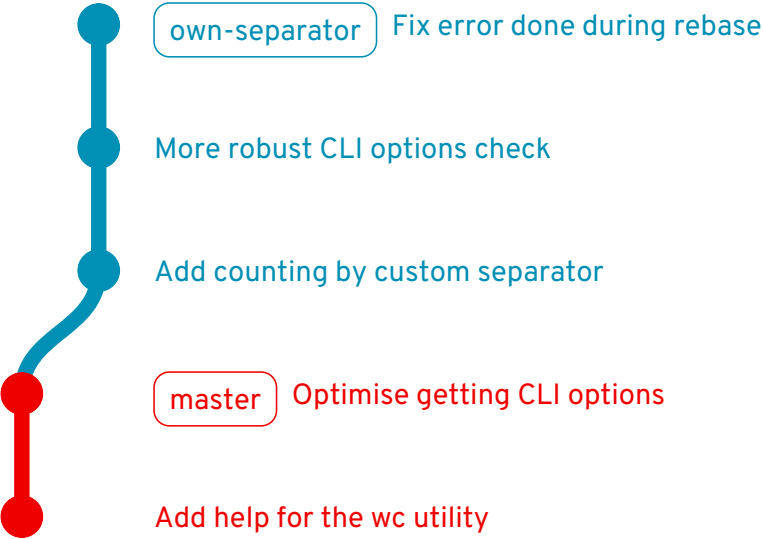 own-separator Fix error done during rebase
More robust CLI options check
Add counting by custom separator
master Optimise getting CLI options
Add help for the wc utility